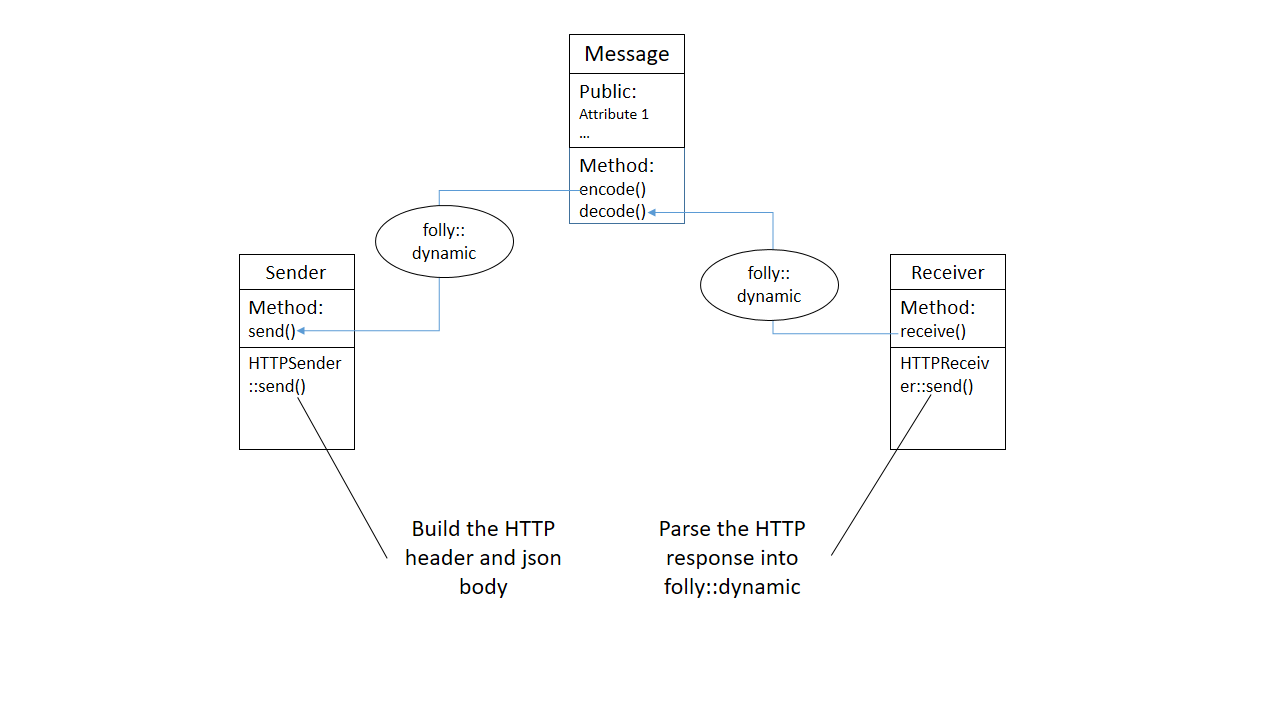 Message
Public:
Attribute 1
...
Method:
encode()
decode()
folly::
dynamic
folly::
dynamic
Sender
Method:
send()
HTTPSender
::send()
Receiver
Method:
receive()
HTTPReceiv
er::send()
Build the HTTP
header and json
body
Parse the HTTP
response into
folly::dynamic